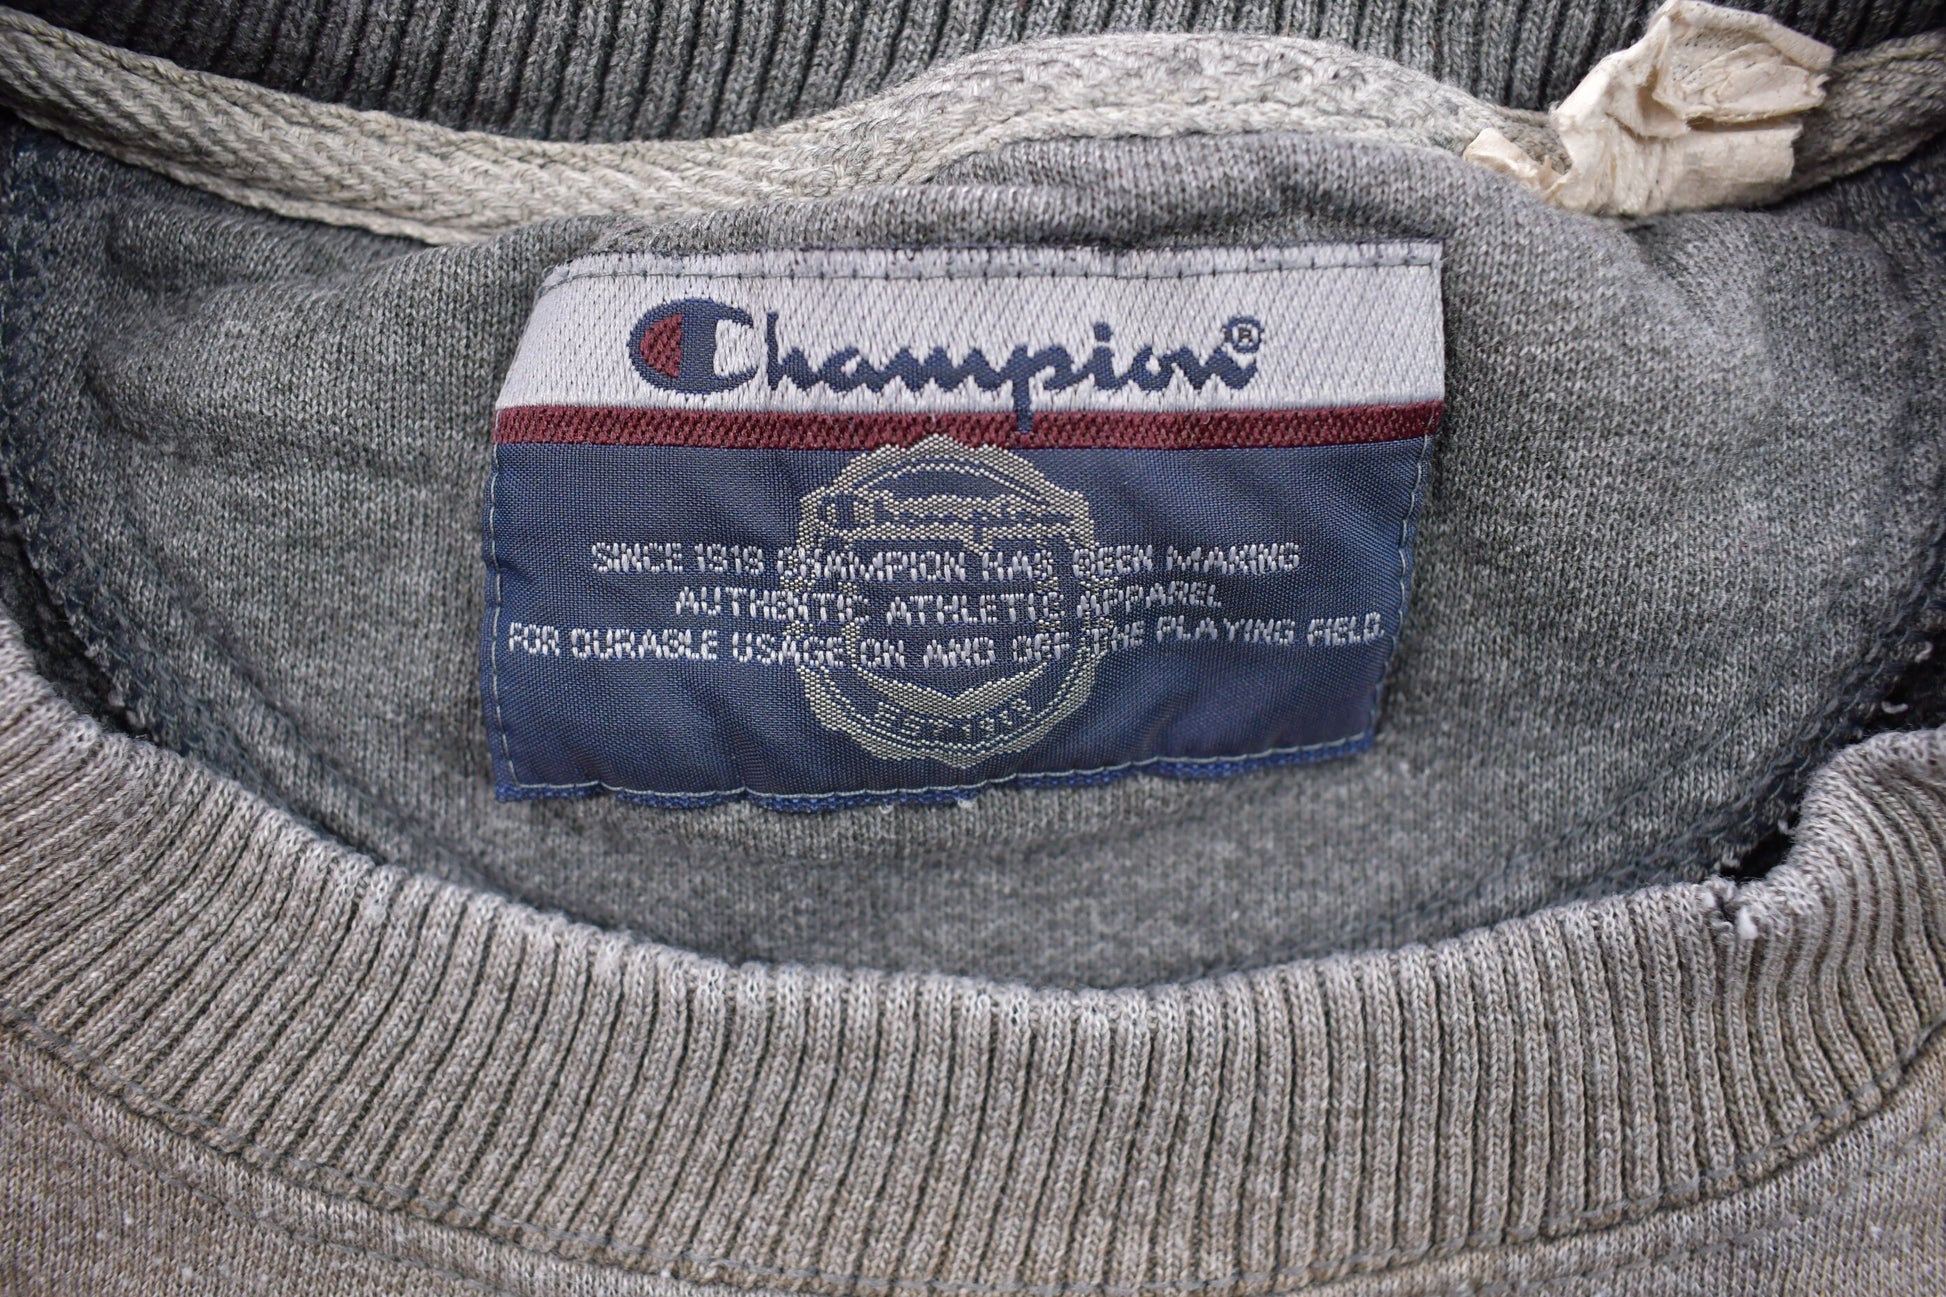 Champion®
Champion
SINCE 1919 CHAMPION HAS BEEN MAKING
AUTHENTIC ATHLETIC APPAREL
FOR DURABLE USAGE ON AND OFF THE PLAYING FIELD.